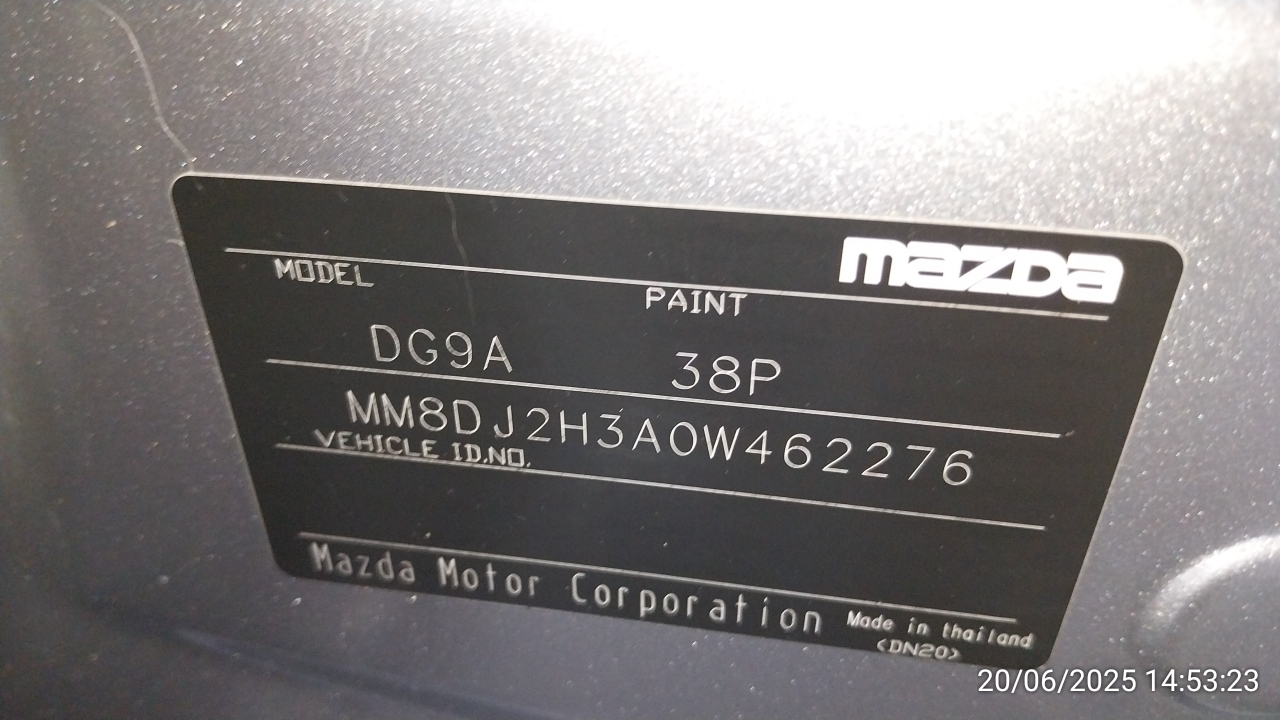 mazda
MODEL PAINT
DG9A 38P
MM8DJ2H3A0W462276
VEHICLE ID.NO.
Mazda Motor Corporation Made in thailand
<DN20>
20/06/2025 14:53:23